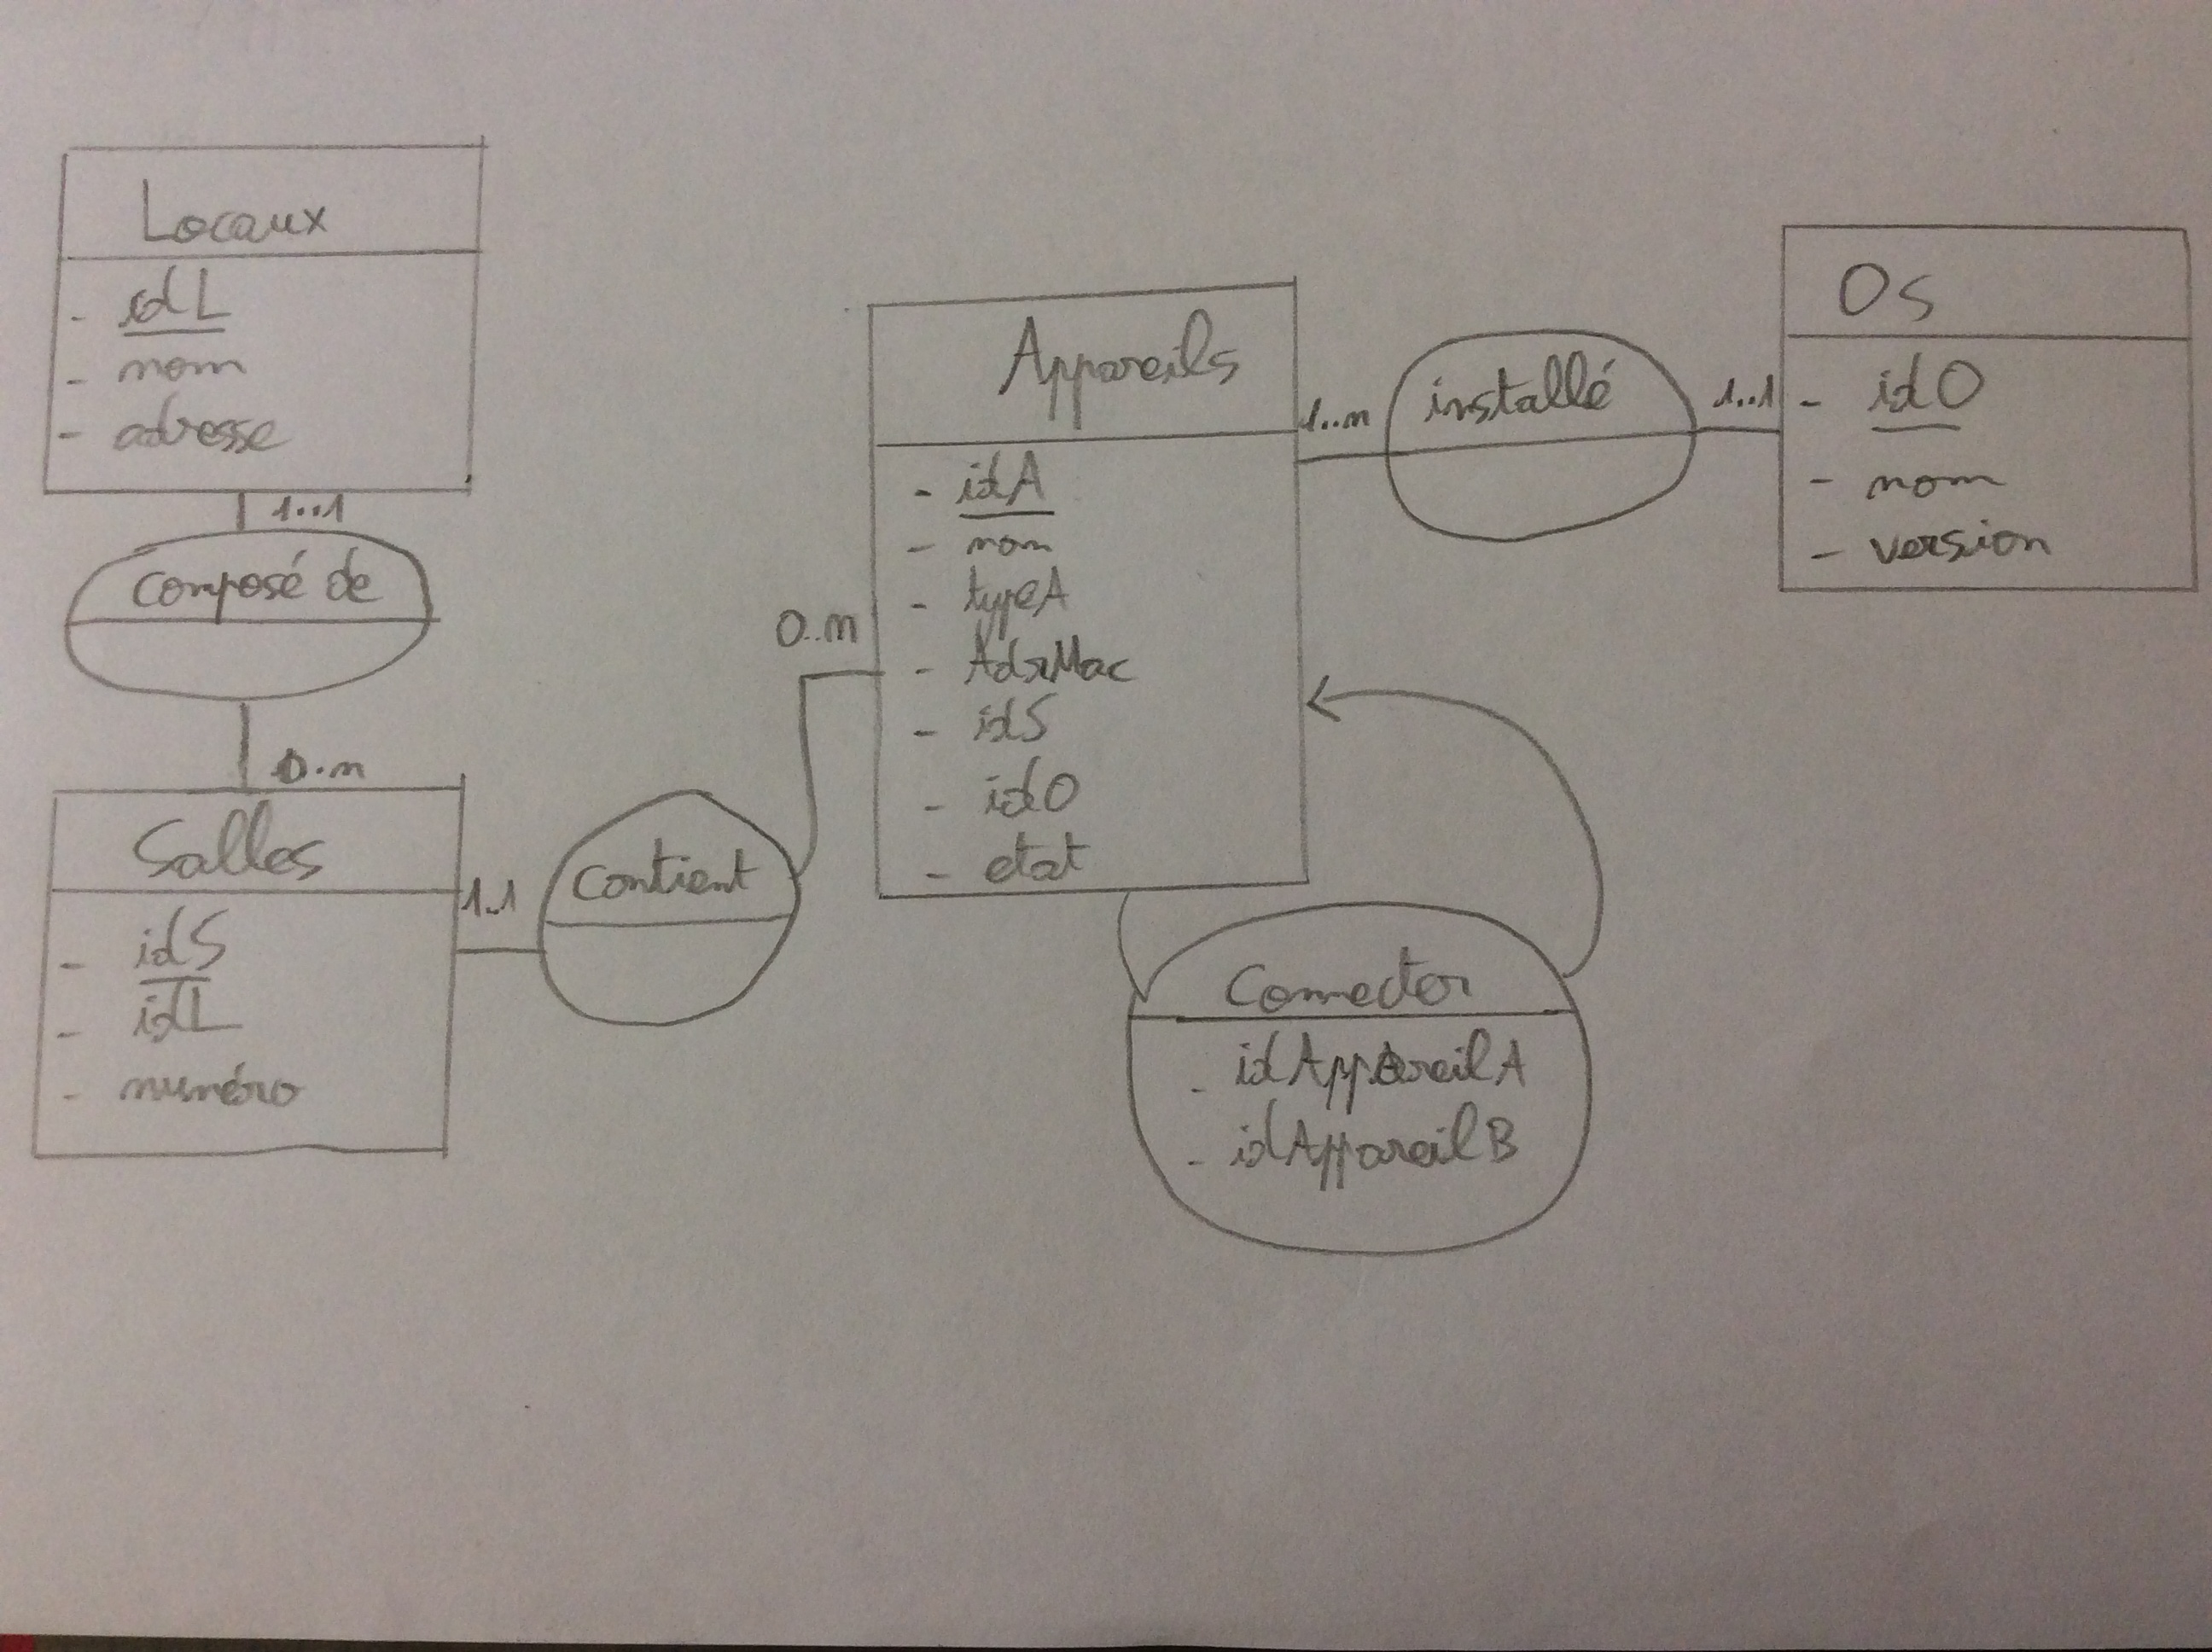 Locaux
- idL
- nom
- adresse
1..1
composé de
0..n
Salles
- idS
- idL
- numéro
1..1
Contient
0..n
Appareils
- idA
- nom
- typeA
- AdrMac
- idS
- idO
- etat
1..n
installé
1..1
Os
- idO
- nom
- version
Connecter
- idAppareilA
- idAppareilB